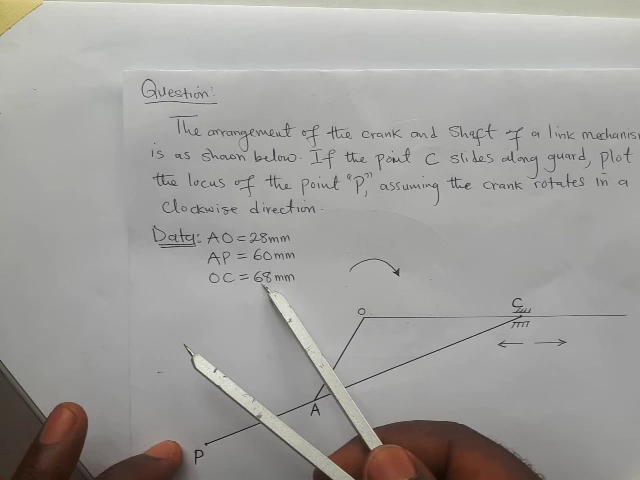 Question:
The arrangement of the crank and shaft of a link mechanism
is as shown below. If the point C slides along guard, plot
the locus of the point "P," assuming the crank rotates in a
clockwise direction.
Data: AO = 28mm
AP = 60mm
OC = 68mm
O
C
A
P